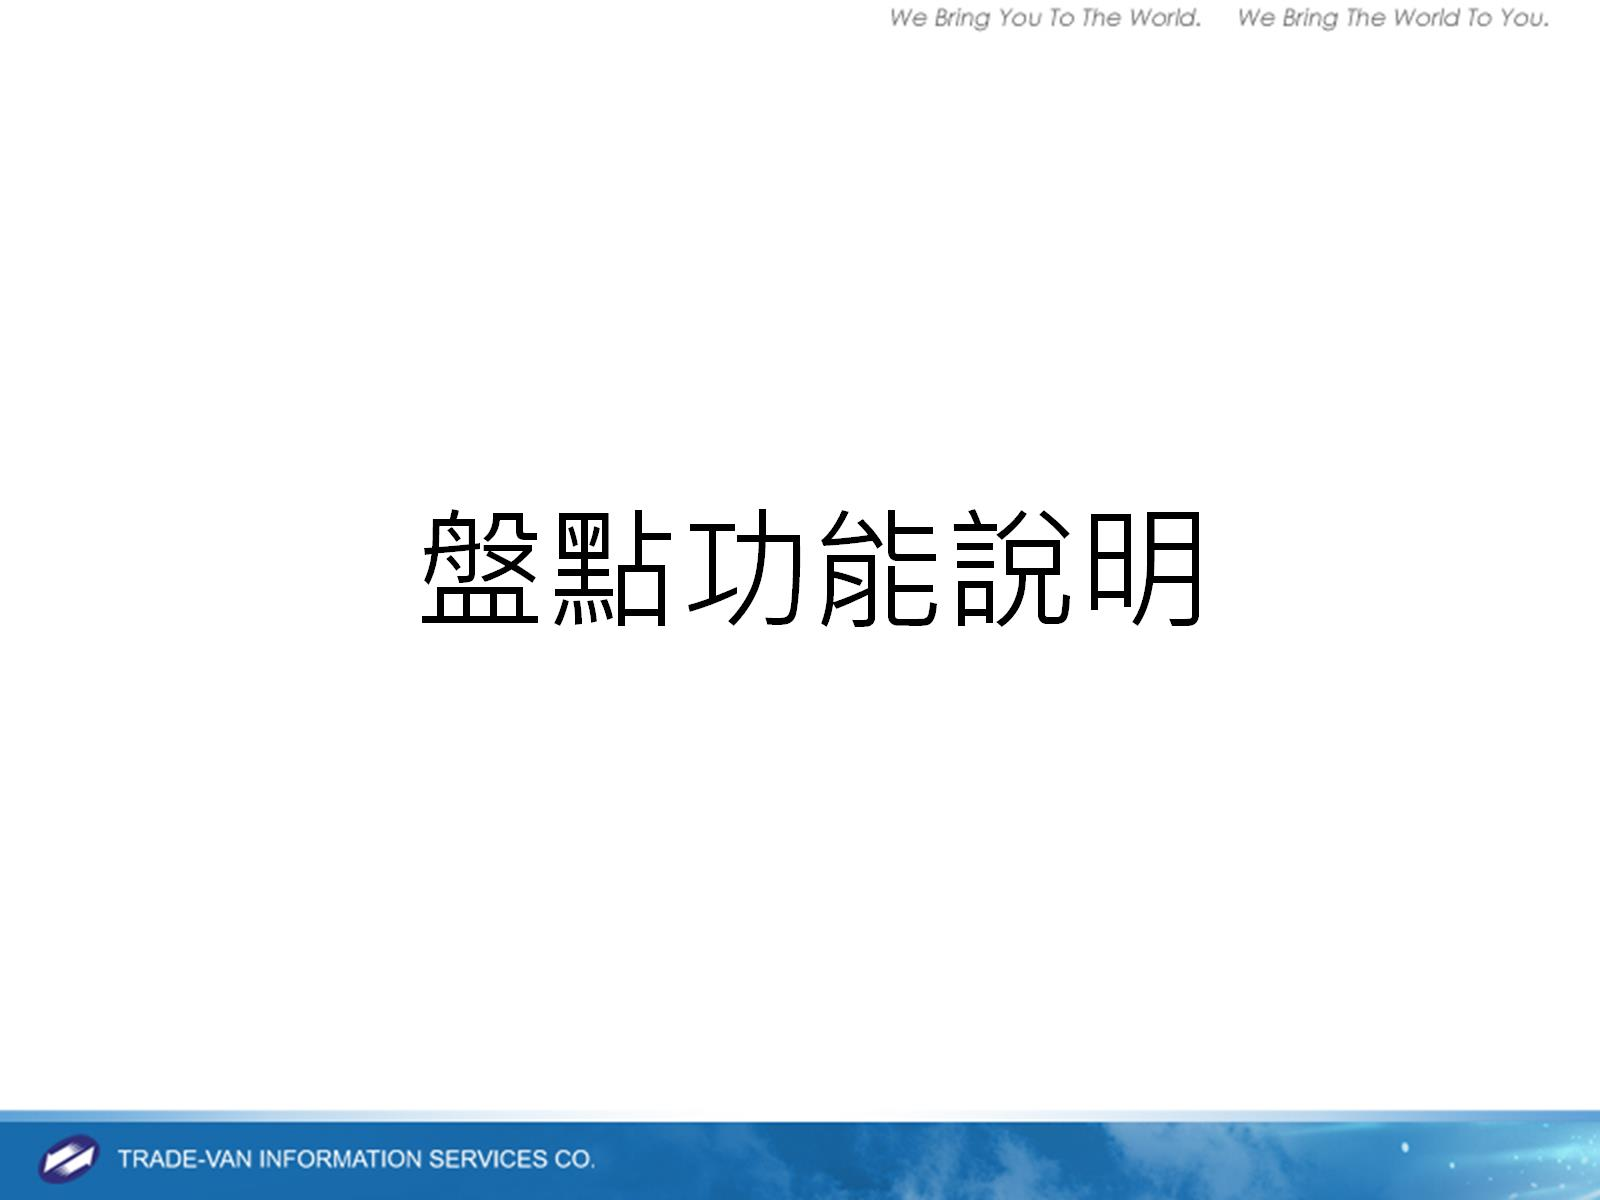 We Bring You To The World. We Bring The World To You.
盤點功能說明
TRADE-VAN INFORMATION SERVICES CO.